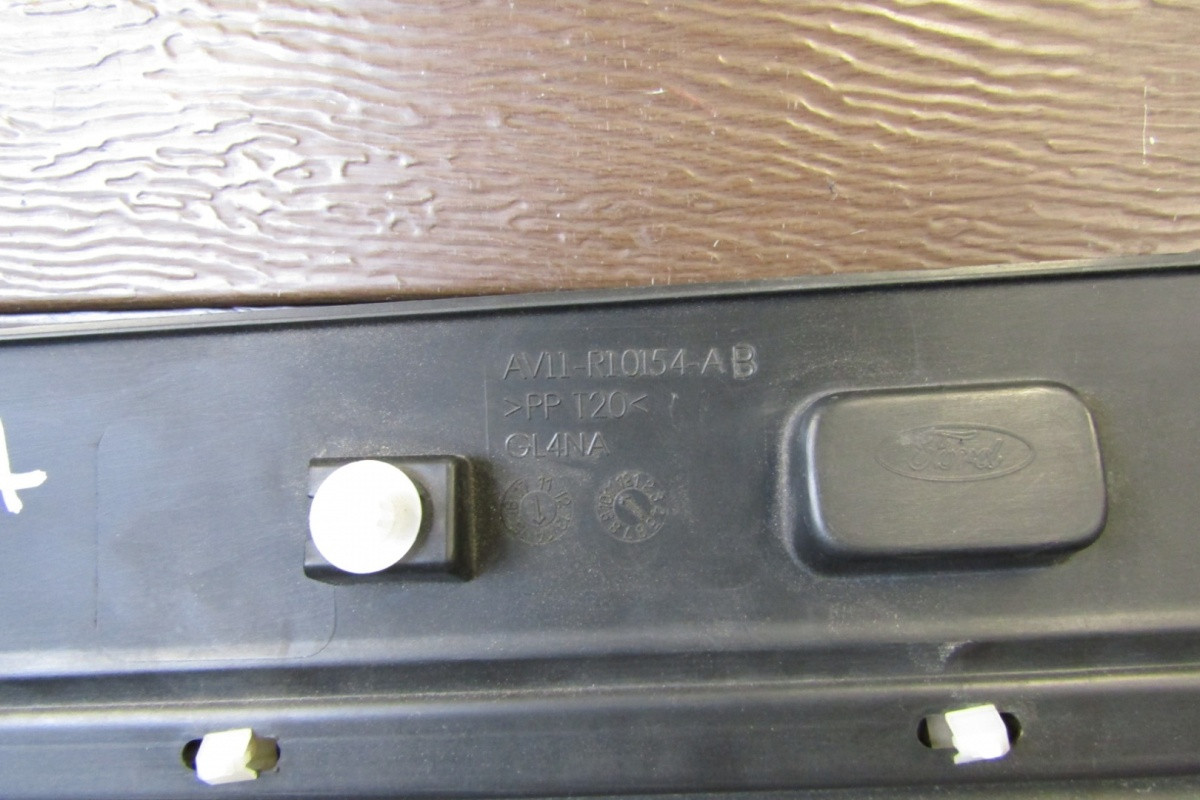 AV11-R10154-AB
>PP T20<
GL4NA
Ford